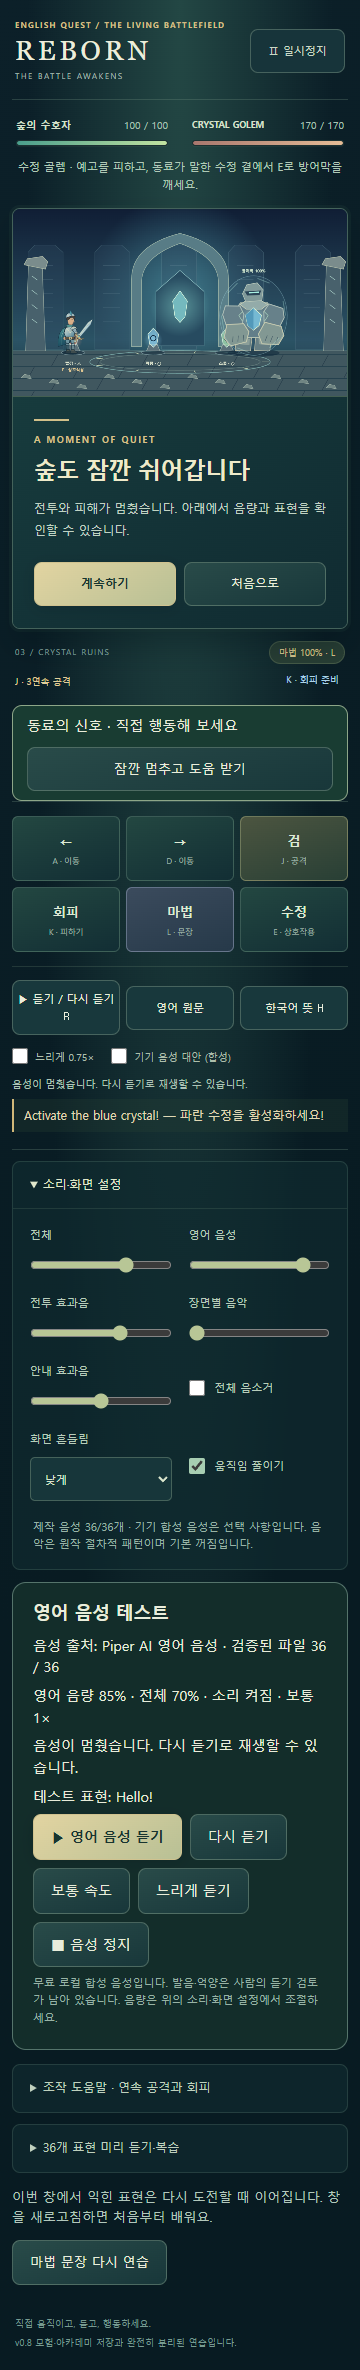 ENGLISH QUEST / THE LIVING BATTLEFIELD
REBORN
THE BATTLE AWAKENS
Ⅱ 일시정지
숲의 수호자 100 / 100
CRYSTAL GOLEM 170 / 170
수정 골렘 · 예고를 피하고, 동료가 말한 수정 곁에서 E로 방어막을
깨세요.
A MOMENT OF QUIET
숲도 잠깐 쉬어갑니다
전투와 피해가 멈췄습니다. 아래에서 음량과 표현을 확
인할 수 있습니다.
계속하기
처음으로
03 / CRYSTAL RUINS
마법 100% · L
J · 3연속 공격
K · 회피 준비
동료의 신호 · 직접 행동해 보세요
잠깐 멈추고 도움 받기
←
A · 이동
→
D · 이동
검
J · 공격
회피
K · 피하기
마법
L · 문장
수정
E · 상호작용
▶ 듣기 / 다시 듣기
R
영어 원문
한국어 뜻 H
느리게 0.75×
기기 음성 대안 (합성)
음성이 멈췄습니다. 다시 듣기로 재생할 수 있습니다.
Activate the blue crystal! — 파란 수정을 활성화하세요!
▼ 소리·화면 설정
전체
영어 음성
전투 효과음
장면별 음악
안내 효과음
전체 음소거
화면 흔들림
낮게
움직임 줄이기
제작 음성 36/36개 · 기기 합성 음성은 선택 사항입니다. 음
악은 원작 절차적 패턴이며 기본 꺼짐입니다.
영어 음성 테스트
음성 출처: Piper AI 영어 음성 · 검증된 파일 36
/ 36
영어 음량 85% · 전체 70% · 소리 켜짐 · 보통
1×
음성이 멈췄습니다. 다시 듣기로 재생할 수 있
습니다.
테스트 표현: Hello!
▶ 영어 음성 듣기
다시 듣기
보통 속도
느리게 듣기
■ 음성 정지
무료 로컬 합성 음성입니다. 발음·억양은 사람의 듣기 검토
가 남아 있습니다. 음량은 위의 소리·화면 설정에서 조절하
세요.
▶ 조작 도움말 · 연속 공격과 회피
▶ 36개 표현 미리 듣기·복습
이번 창에서 익힌 표현은 다시 도전할 때 이어집니다. 창
을 새로고침하면 처음부터 배워요.
마법 문장 다시 연습
직접 움직이고, 듣고, 행동하세요.
v0.8 모험·아카데미 저장과 완전히 분리된 연습입니다.